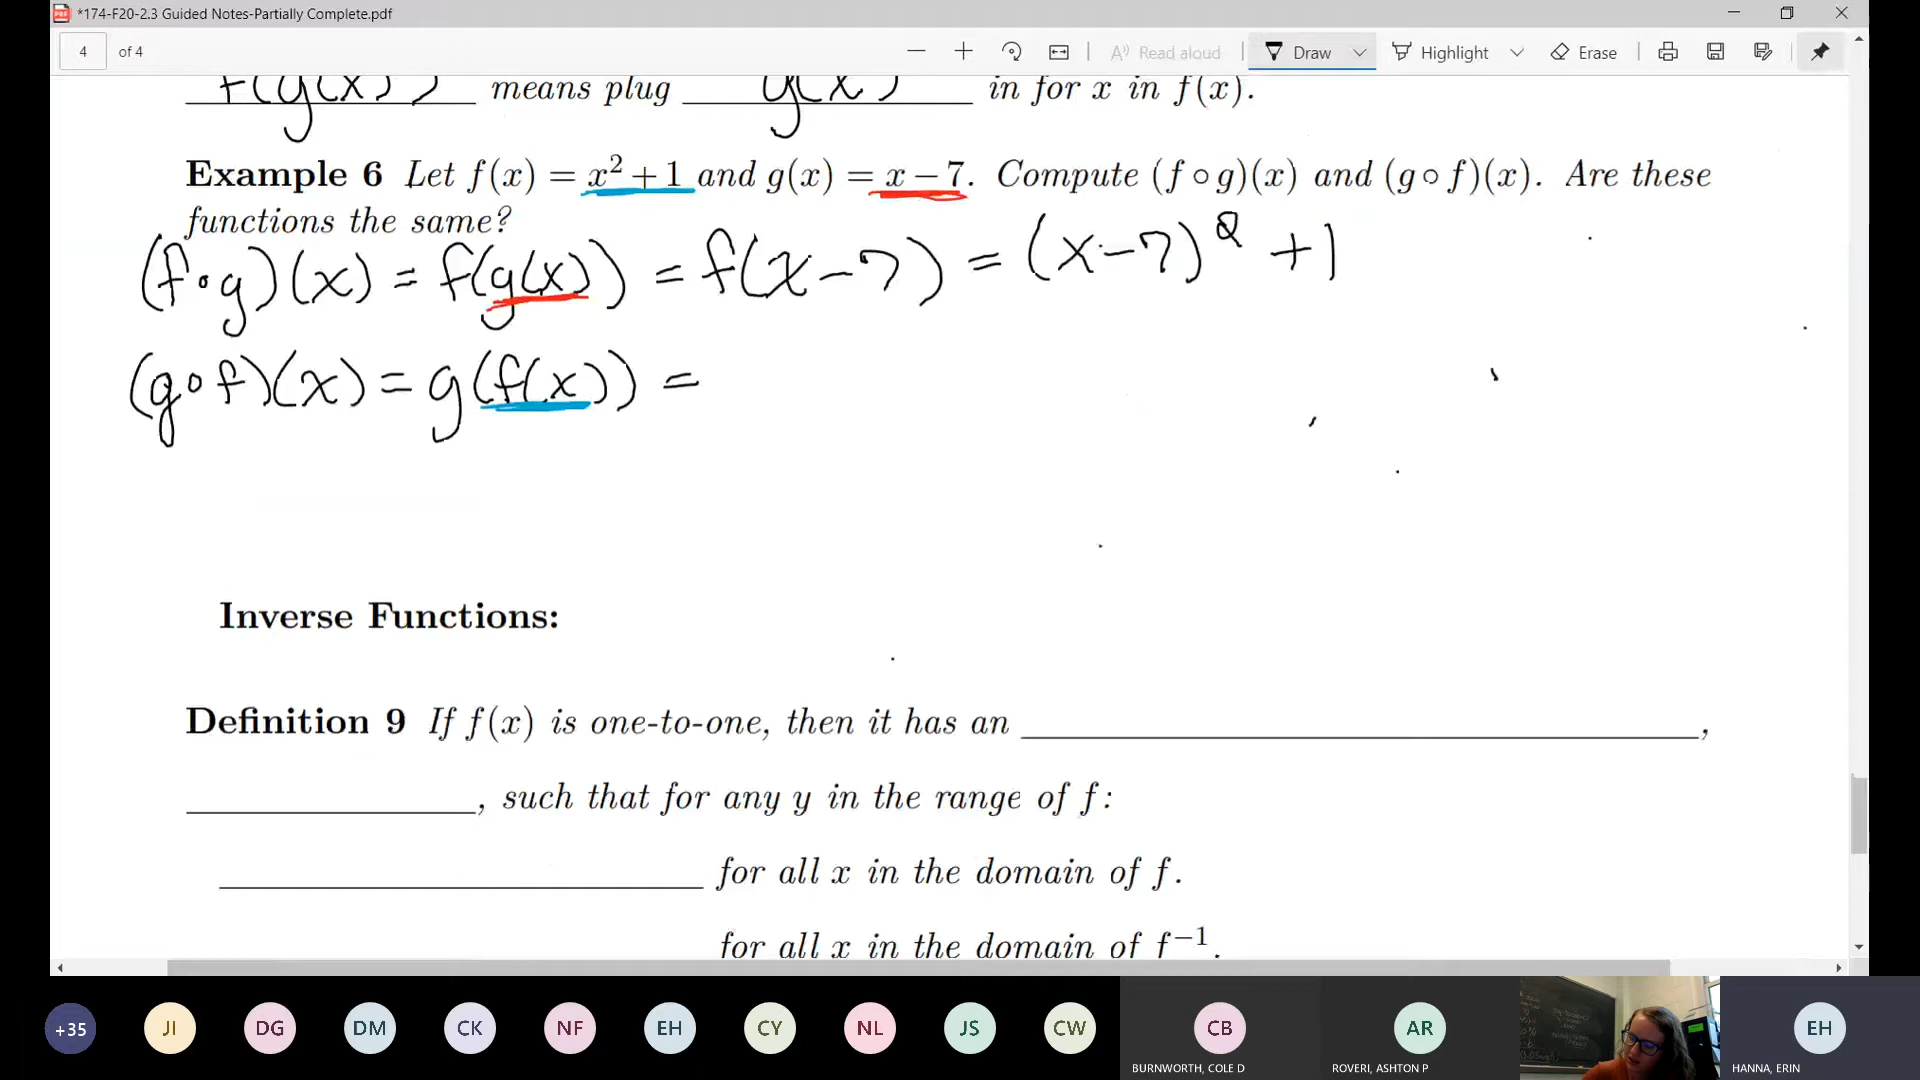 *174-F20-2.3 Guided Notes-Partially Complete.pdf
4 of 4 Read aloud Draw Highlight Erase
f(g(x)) means plug g(x) in for x in f(x).
Example 6 Let f(x) = x² + 1 and g(x) = x − 7. Compute (f ∘ g)(x) and (g ∘ f)(x). Are these
functions the same?
(f∘g)(x) = f(g(x)) = f(x−7) = (x−7)² + 1
(g∘f)(x) = g(f(x)) =
Inverse Functions:
Definition 9 If f(x) is one-to-one, then it has an ,
, such that for any y in the range of f:
for all x in the domain of f.
for all x in the domain of f⁻¹.
+35 JI DG DM CK NF EH CY NL JS CW CB AR EH
BURNWORTH, COLE D ROVERI, ASHTON P HANNA, ERIN